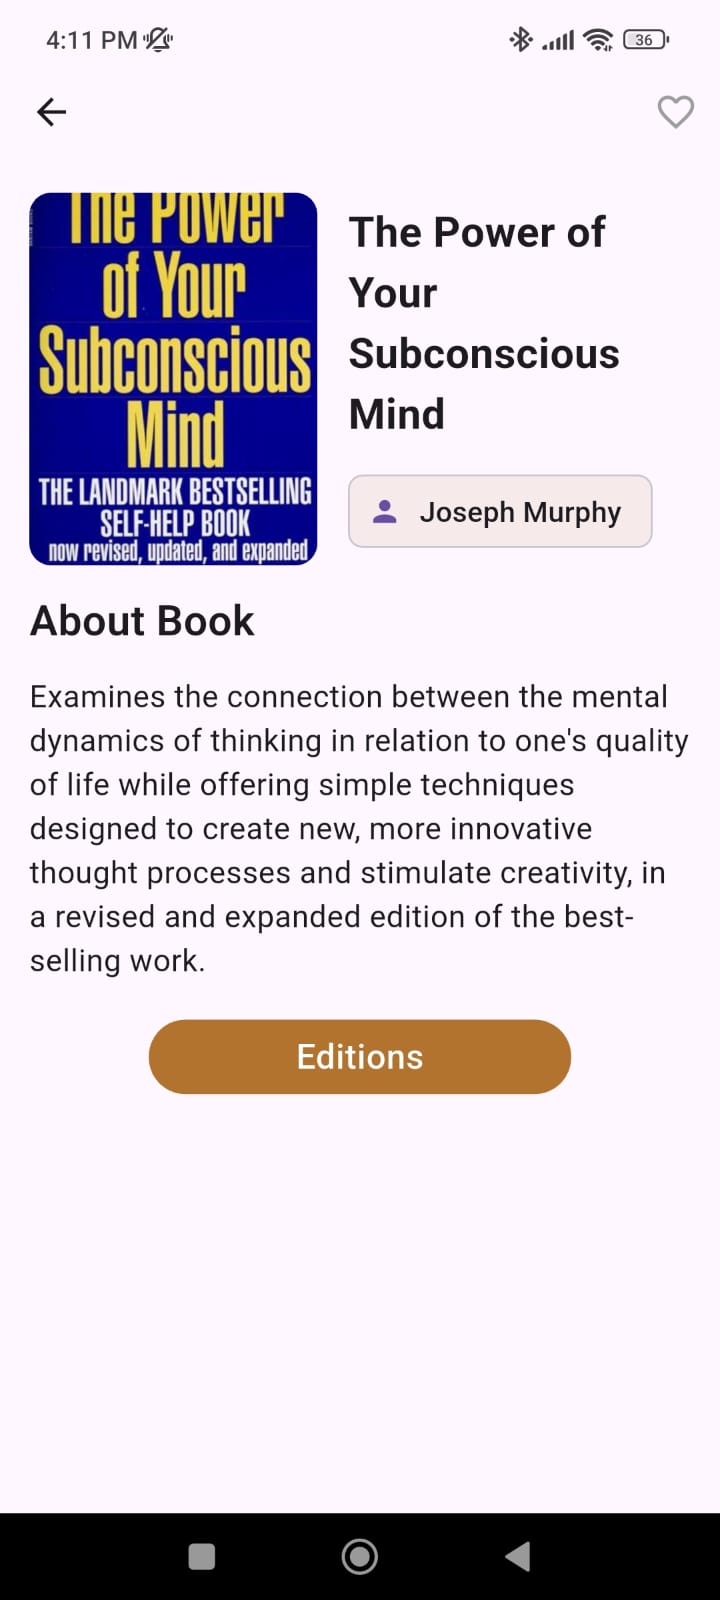 4:11 PM
36
The Power
of Your
Subconscious
Mind
THE LANDMARK BESTSELLING
SELF-HELP BOOK
now revised, updated, and expanded
The Power of
Your
Subconscious
Mind
Joseph Murphy
About Book
Examines the connection between the mental
dynamics of thinking in relation to one's quality
of life while offering simple techniques
designed to create new, more innovative
thought processes and stimulate creativity, in
a revised and expanded edition of the best-
selling work.
Editions